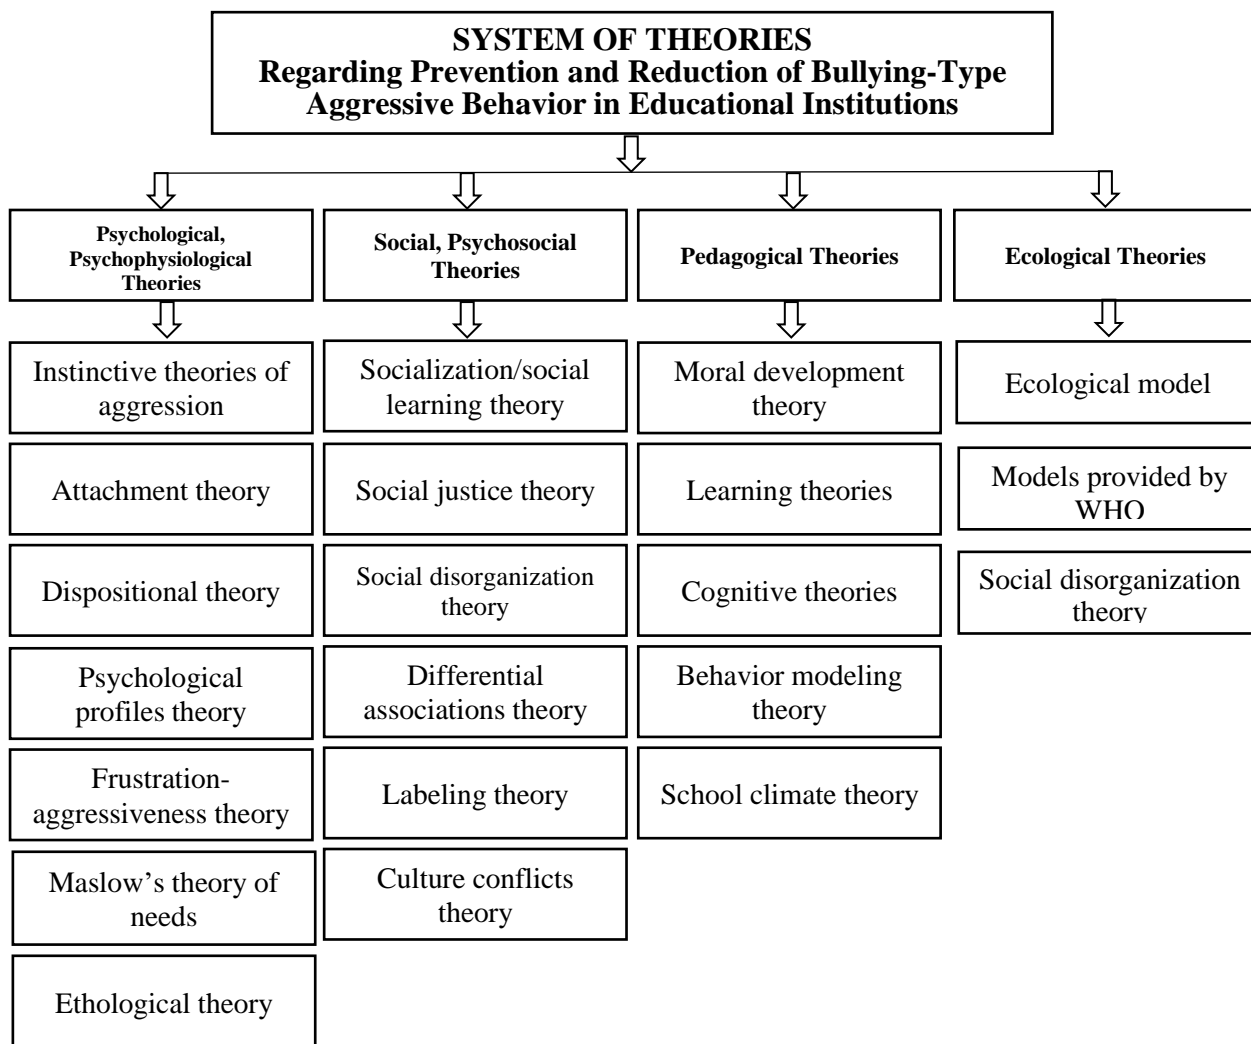 SYSTEM OF THEORIES
Regarding Prevention and Reduction of Bullying-Type
Aggressive Behavior in Educational Institutions
Psychological,
Psychophysiological
Theories
Social, Psychosocial
Theories
Pedagogical Theories
Ecological Theories
Instinctive theories of
aggression
Attachment theory
Dispositional theory
Psychological
profiles theory
Frustration-
aggressiveness theory
Maslow’s theory of
needs
Ethological theory
Socialization/social
learning theory
Social justice theory
Social disorganization
theory
Differential
associations theory
Labeling theory
Culture conflicts
theory
Moral development
theory
Learning theories
Cognitive theories
Behavior modeling
theory
School climate theory
Ecological model
Models provided by
WHO
Social disorganization
theory